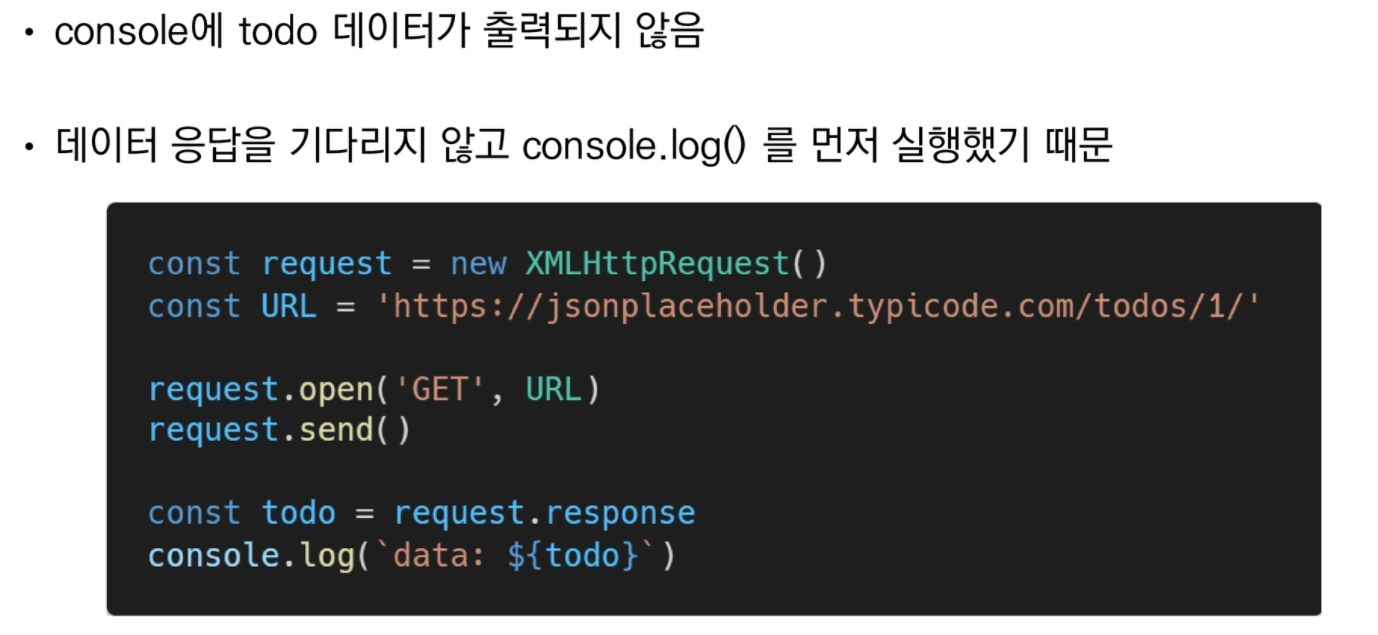 • console에 todo 데이터가 출력되지 않음
• 데이터 응답을 기다리지 않고 console.log() 를 먼저 실행했기 때문
const request = new XMLHttpRequest()
const URL = 'https://jsonplaceholder.typicode.com/todos/1/'
request.open('GET', URL)
request.send()
const todo = request.response
console.log(`data: ${todo}`)